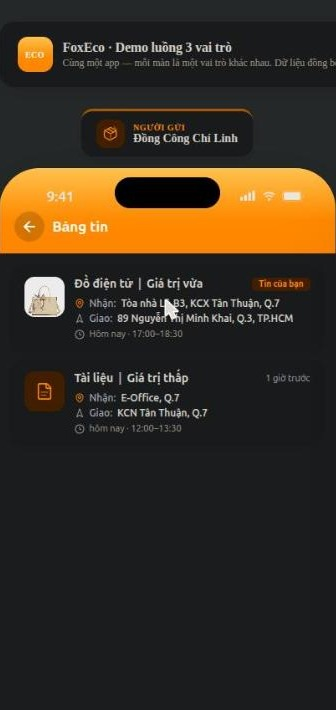 ECO
FoxEco · Demo luồng 3 vai trò
Cùng một app — mỗi màn là một vai trò khác nhau. Dữ liệu đồng
NGƯỜI GỬI
Đồng Công Chí Linh
9:41
Bảng tin
Đồ điện tử | Giá trị vừa
Tin của bạn
Nhận: Tòa nhà B3, KCX Tân Thuận, Q.7
Giao: 89 Nguyễn Thị Minh Khai, Q.3, TP.HCM
Hôm nay · 17:00–18:30
Tài liệu | Giá trị thấp
1 giờ trước
Nhận: E-Office, Q.7
Giao: KCN Tân Thuận, Q.7
hôm nay · 12:00–13:30